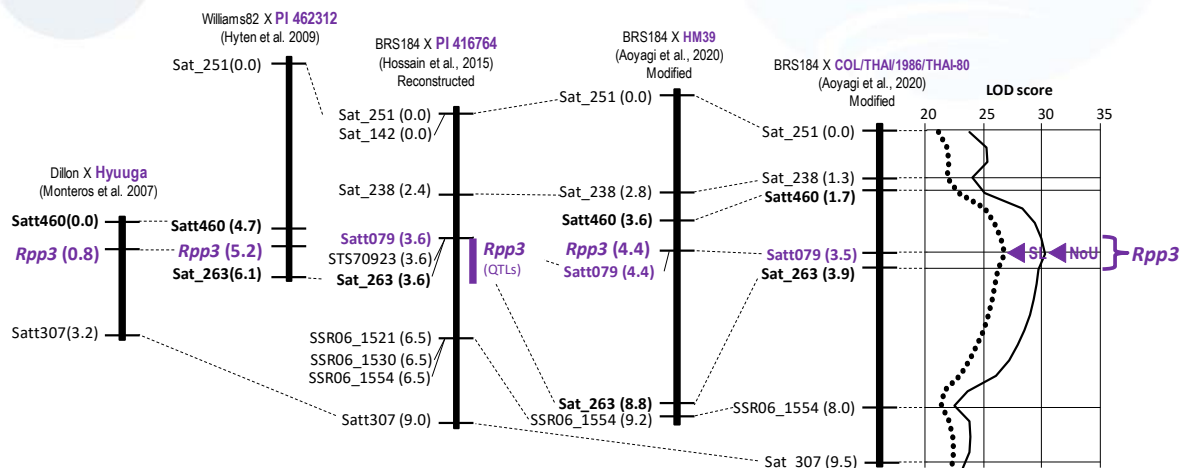 Dillon X Hyuuga
(Monteros et al. 2007)
Satt460(0.0)
Rpp3 (0.8)
Satt307(3.2)
Williams82 X PI 462312
(Hyten et al. 2009)
Sat_251(0.0)
Satt460 (4.7)
Rpp3 (5.2)
Sat_263(6.1)
BRS184 X PI 416764
(Hossain et al., 2015)
Reconstructed
Sat_251 (0.0)
Sat_142 (0.0)
Sat_238 (2.4)
Satt079 (3.6)
STS70923 (3.6)
Sat_263 (3.6)
Rpp3
(QTLs)
SSR06_1521 (6.5)
SSR06_1530 (6.5)
SSR06_1554 (6.5)
Satt307 (9.0)
BRS184 X HM39
(Aoyagi et al., 2020)
Modified
Sat_251 (0.0)
Sat_238 (2.8)
Satt460 (3.6)
Rpp3 (4.4)
Satt079 (4.4)
Sat_263 (8.8)
SSR06_1554 (9.2)
BRS184 X COL/THAI/1986/THAI-80
(Aoyagi et al., 2020)
Modified
Sat_251 (0.0)
Sat_238 (1.3)
Satt460 (1.7)
Satt079 (3.5)
Sat_263 (3.9)
SSR06_1554 (8.0)
Sat_307 (9.5)
LOD score
20 25 30 35
SL NoU
Rpp3